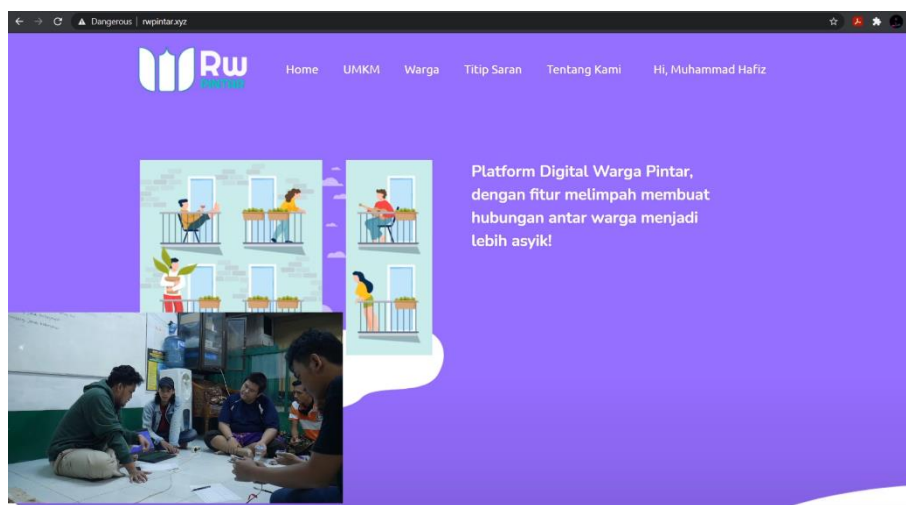 Dangerous | rwpintar.xyz
Rw
PINTAR
Home UMKM Warga Titip Saran Tentang Kami Hi, Muhammad Hafiz
Platform Digital Warga Pintar,
dengan fitur melimpah membuat
hubungan antar warga menjadi
lebih asyik!